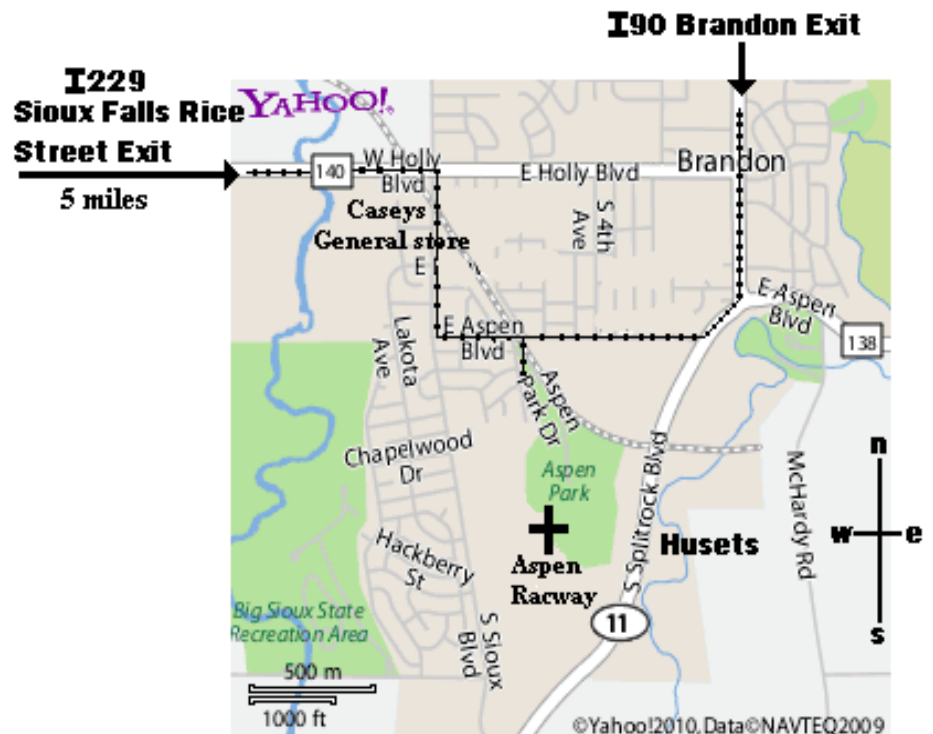 I90 Brandon Exit
I229
Sioux Falls Rice
Street Exit
5 miles
YAHOO!®
140
W Holly
Blvd
E Holly Blvd
Brandon
Caseys
General store
S 4th
Ave
E
E Aspen
Blvd
E Aspen
Blvd
138
Lakota
Ave
Aspen
Park Dr
Chapelwood
Dr
Aspen
Park
S Splitrock Blvd
McHardy Rd
n
w
e
s
Husets
Hackberry
St
Aspen
Racway
11
Big Sioux State
Recreation Area
S Sioux
Blvd
500 m
1000 ft
©Yahoo!2010, Data©NAVTEQ2009